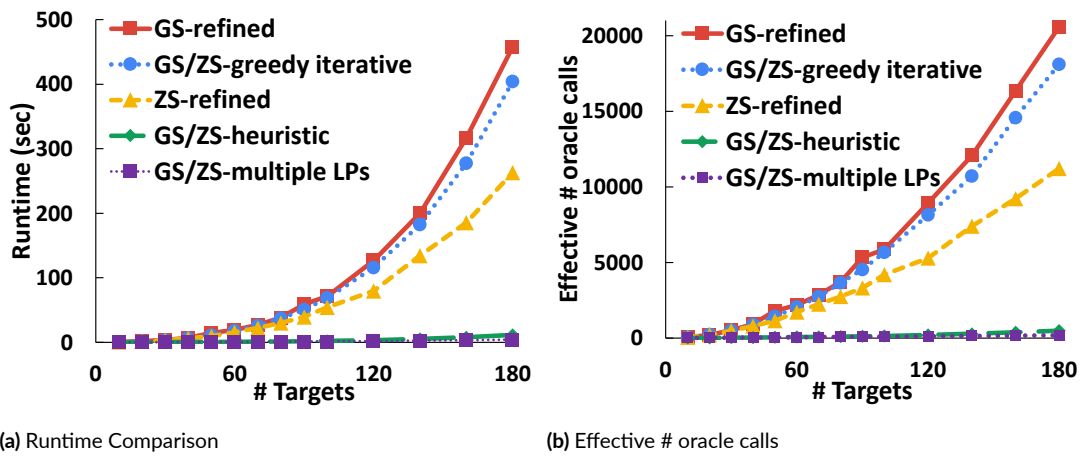 500
400
300
200
100
0
Runtime (sec)
GS-refined
GS/ZS-greedy iterative
ZS-refined
GS/ZS-heuristic
GS/ZS-multiple LPs
0
60
120
180
# Targets
(a) Runtime Comparison
20000
15000
10000
5000
0
Effective # oracle calls
GS-refined
GS/ZS-greedy iterative
ZS-refined
GS/ZS-heuristic
GS/ZS-multiple LPs
0
60
120
180
# Targets
(b) Effective # oracle calls